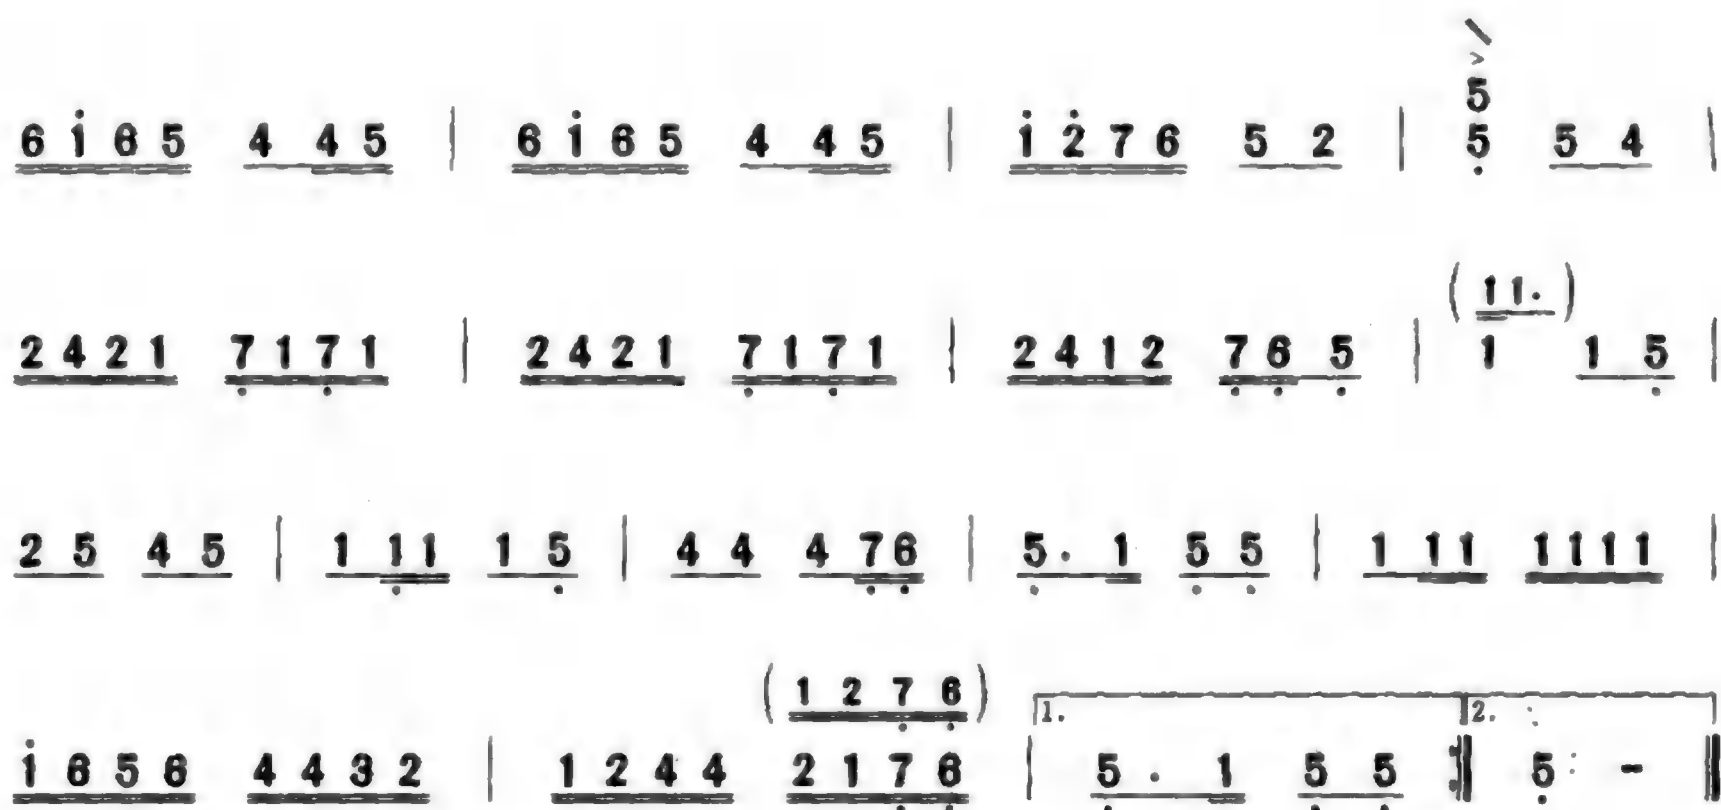 6 i̇ 6 5 4 4 5 | 6 i̇ 6 5 4 4 5 | i̇ 2̇ 7 6 5 2 | 5 5̣ 5 4 |
2 4 2 1 7̣ 1 7̣ 1 | 2 4 2 1 7̣ 1 7̣ 1 | 2 4 1 2 7̣ 6̣ 5̣ | (1 1.) 1 1 5̣ |
2 5 4 5 | 1 1̣ 1 1 5̣ | 4 4 4 7̣ 6̣ | 5̣ . 1 5̣ 5̣ | 1 1 1 1 1 1 1 |
(1 2 7̣ 6̣)
i̇ 6 5 6 4 4 3 2 | 1 2 4 4 2 1 7̣ 6̣ | 1. 5̣ . 1 5̣ 5̣ :‖ 2. 5̣ - ‖